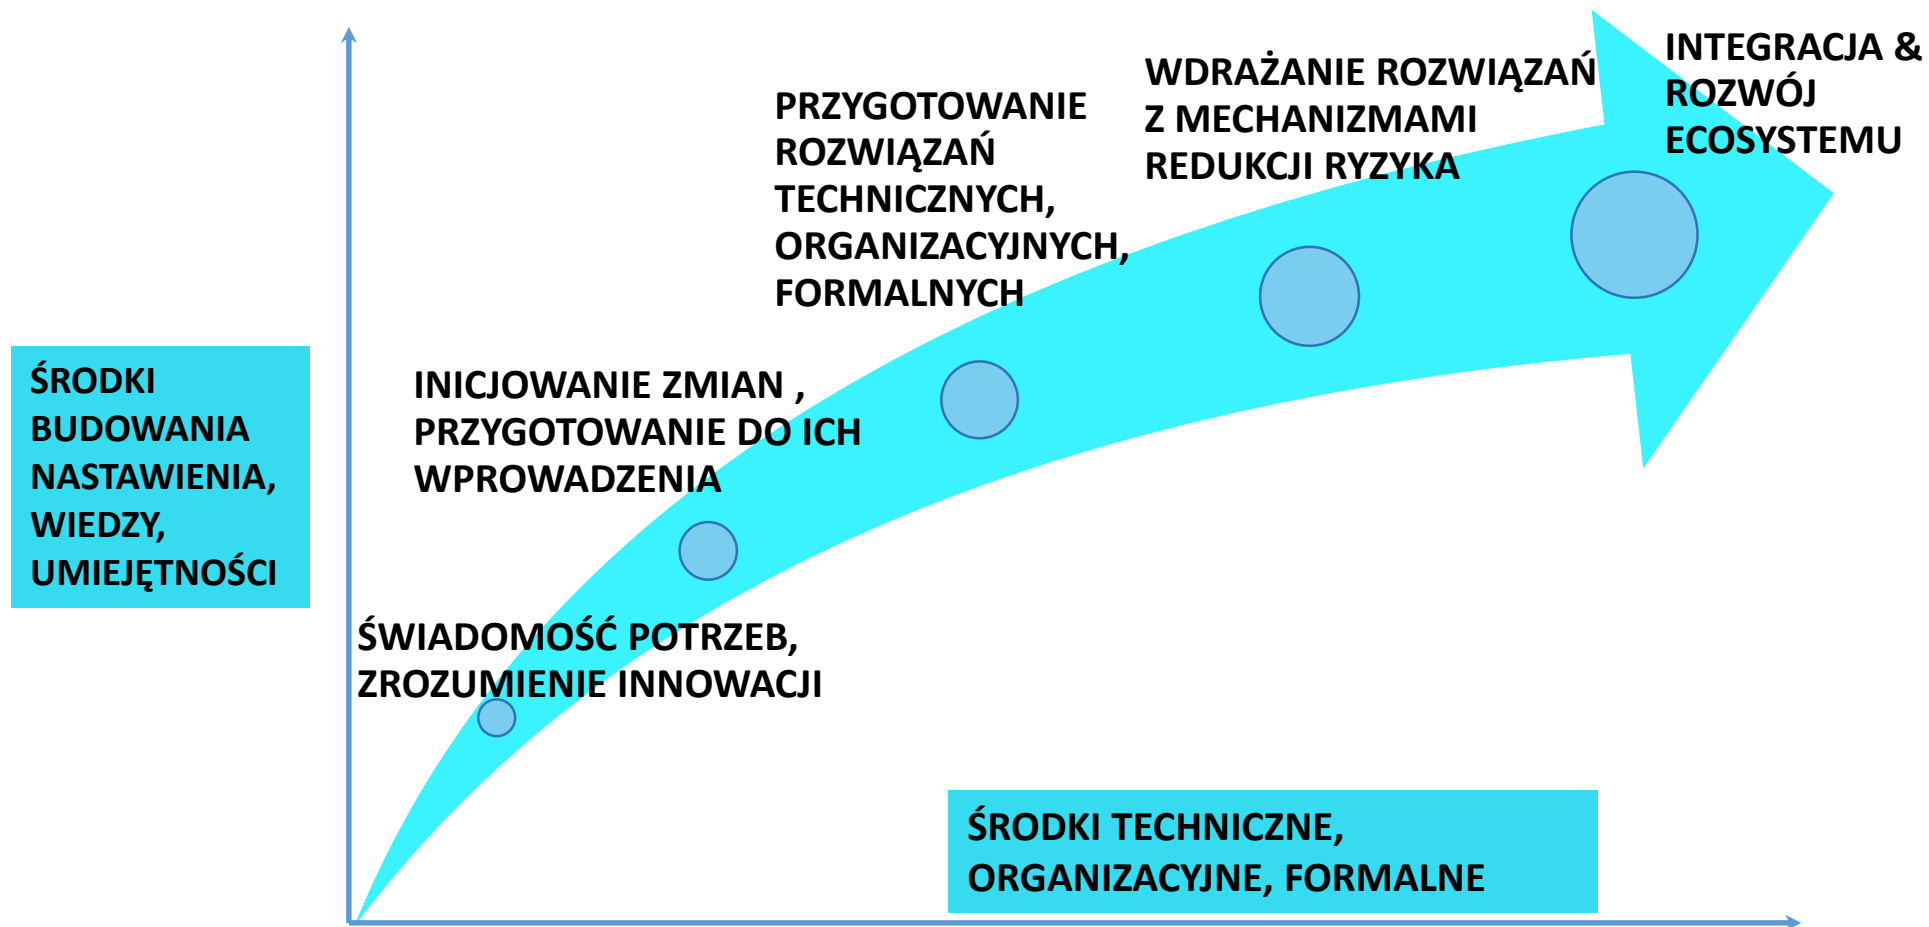 INTEGRACJA &
ROZWÓJ
ECOSYSTEMU
WDRAŻANIE ROZWIĄZAŃ
Z MECHANIZMAMI
REDUKCJI RYZYKA
PRZYGOTOWANIE
ROZWIĄZAŃ
TECHNICZNYCH,
ORGANIZACYJNYCH,
FORMALNYCH
INICJOWANIE ZMIAN ,
PRZYGOTOWANIE DO ICH
WPROWADZENIA
ŚRODKI
BUDOWANIA
NASTAWIENIA,
WIEDZY,
UMIEJĘTNOŚCI
ŚWIADOMOŚĆ POTRZEB,
ZROZUMIENIE INNOWACJI
ŚRODKI TECHNICZNE,
ORGANIZACYJNE, FORMALNE